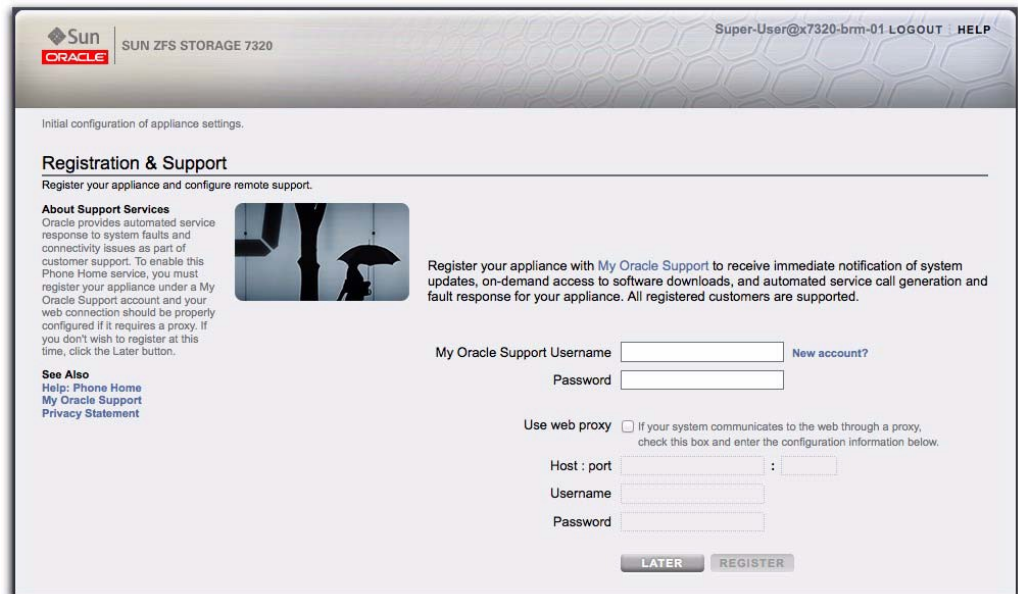 Sun
ORACLE
SUN ZFS STORAGE 7320
Super-User@x7320-brm-01 LOGOUT HELP
Initial configuration of appliance settings.
Registration & Support
Register your appliance and configure remote support.
About Support Services
Oracle provides automated service
response to system faults and
connectivity issues as part of
customer support. To enable this
Phone Home service, you must
register your appliance under a My
Oracle Support account and your
web connection should be properly
configured if it requires a proxy. If
you don't wish to register at this
time, click the Later button.
See Also
Help: Phone Home
My Oracle Support
Privacy Statement
Register your appliance with My Oracle Support to receive immediate notification of system
updates, on-demand access to software downloads, and automated service call generation and
fault response for your appliance. All registered customers are supported.
My Oracle Support Username New account?
Password
Use web proxy If your system communicates to the web through a proxy,
check this box and enter the configuration information below.
Host : port :
Username
Password
LATER REGISTER